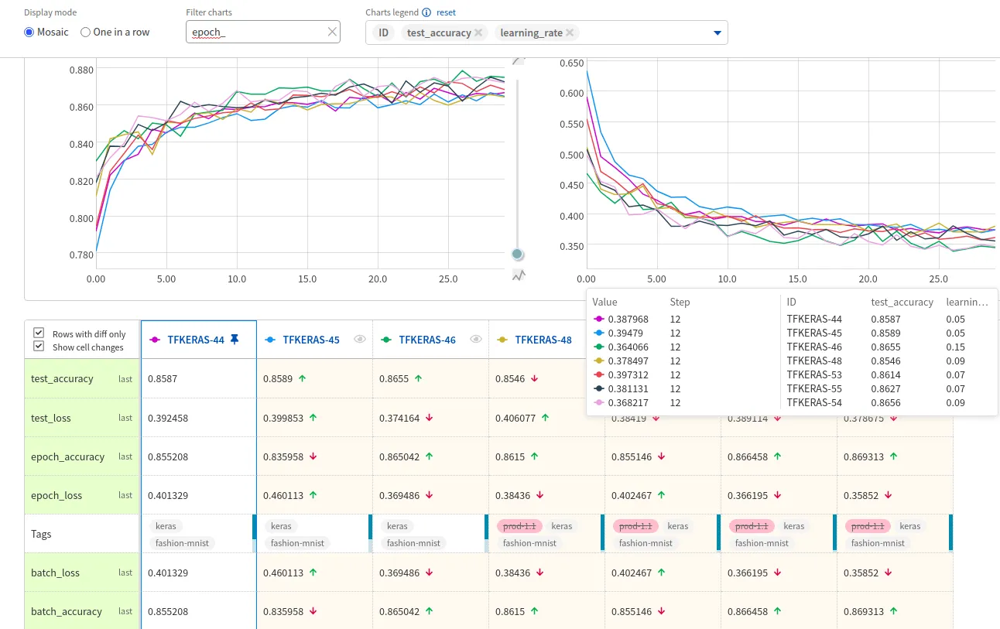 Display mode
Filter charts
Charts legend reset
Mosaic One in a row
epoch_
ID test_accuracy learning_rate
0.880
0.860
0.840
0.820
0.800
0.780
0.00 5.00 10.0 15.0 20.0 25.0
0.650
0.600
0.550
0.500
0.450
0.400
0.350
0.00 5.00 10.0 15.0 20.0 25.0
Value Step ID test_accuracy learnin...
0.387968 12 TFKERAS-44 0.8587 0.05
0.39479 12 TFKERAS-45 0.8589 0.05
0.364066 12 TFKERAS-46 0.8655 0.15
0.378497 12 TFKERAS-48 0.8546 0.09
0.397312 12 TFKERAS-53 0.8614 0.07
0.381131 12 TFKERAS-55 0.8627 0.07
0.368217 12 TFKERAS-54 0.8656 0.09
Rows with diff only
Show cell changes
TFKERAS-44 TFKERAS-45 TFKERAS-46 TFKERAS-48
test_accuracy last 0.8587 0.8589 0.8655 0.8546
test_loss last 0.392458 0.399853 0.374164 0.406077 0.38419 0.389114 0.378675
epoch_accuracy last 0.855208 0.835958 0.865042 0.8615 0.855146 0.866458 0.869313
epoch_loss last 0.401329 0.460113 0.369486 0.38436 0.402467 0.366195 0.35852
Tags
keras keras keras prod-1.1 keras prod-1.1 keras prod-1.1 keras prod-1.1 keras
fashion-mnist fashion-mnist fashion-mnist fashion-mnist fashion-mnist fashion-mnist fashion-mnist
batch_loss last 0.401329 0.460113 0.369486 0.38436 0.402467 0.366195 0.35852
batch_accuracy last 0.855208 0.835958 0.865042 0.8615 0.855146 0.866458 0.869313